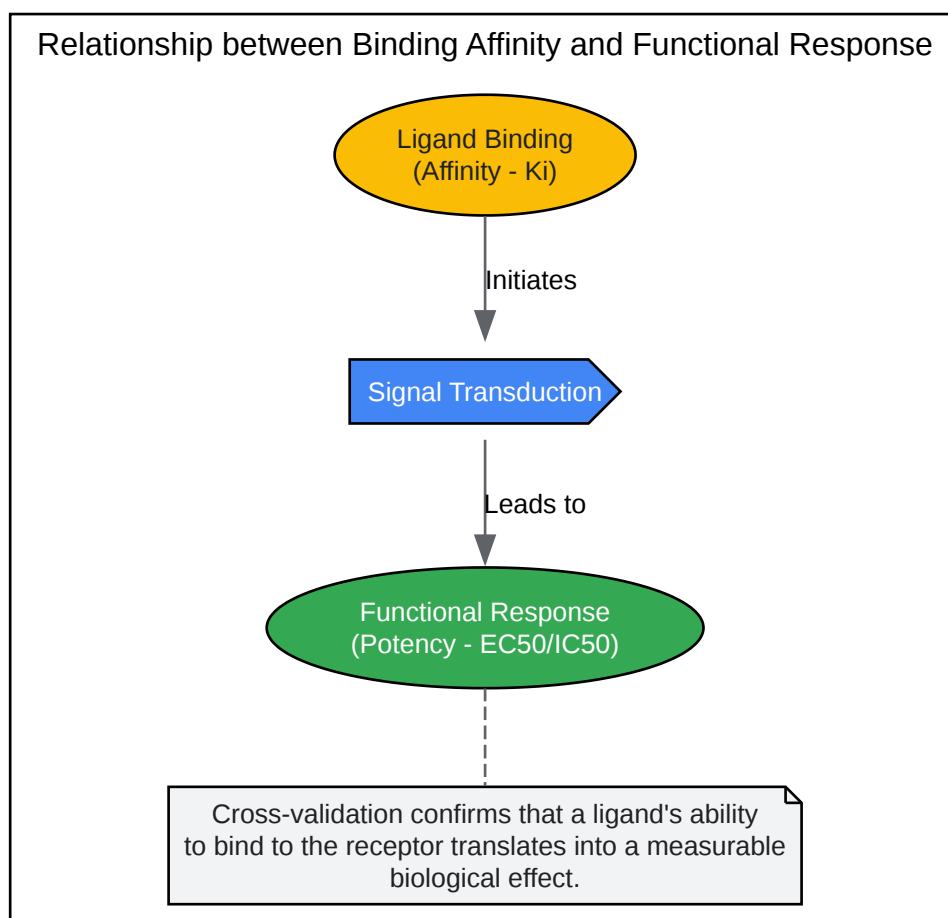 Relationship between Binding Affinity and Functional Response
Ligand Binding
(Affinity - Ki)
Initiates
Signal Transduction
Leads to
Functional Response
(Potency - EC50/IC50)
Cross-validation confirms that a ligand's ability
to bind to the receptor translates into a measurable
biological effect.